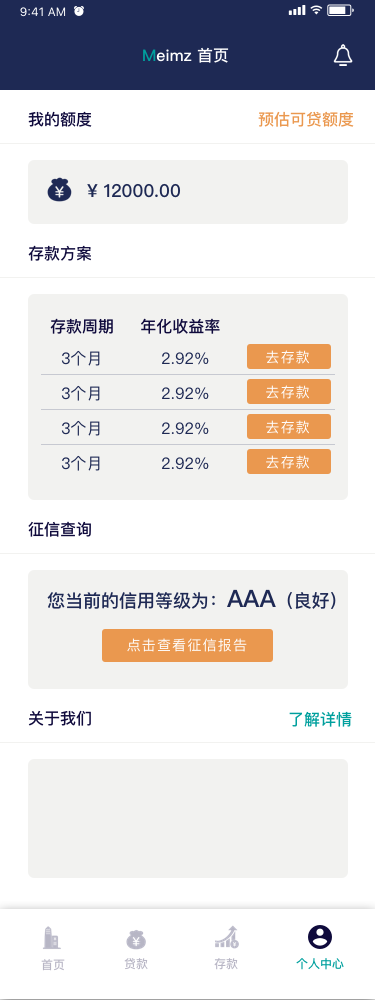 9:41 AM
Meimz 首页
我的额度 预估可贷额度
¥
¥ 12000.00
存款方案
存款周期 年化收益率
3个月 2.92% 去存款
3个月 2.92% 去存款
3个月 2.92% 去存款
3个月 2.92% 去存款
征信查询
您当前的信用等级为：AAA（良好）
点击查看征信报告
关于我们 了解详情
首页 贷款 存款 个人中心